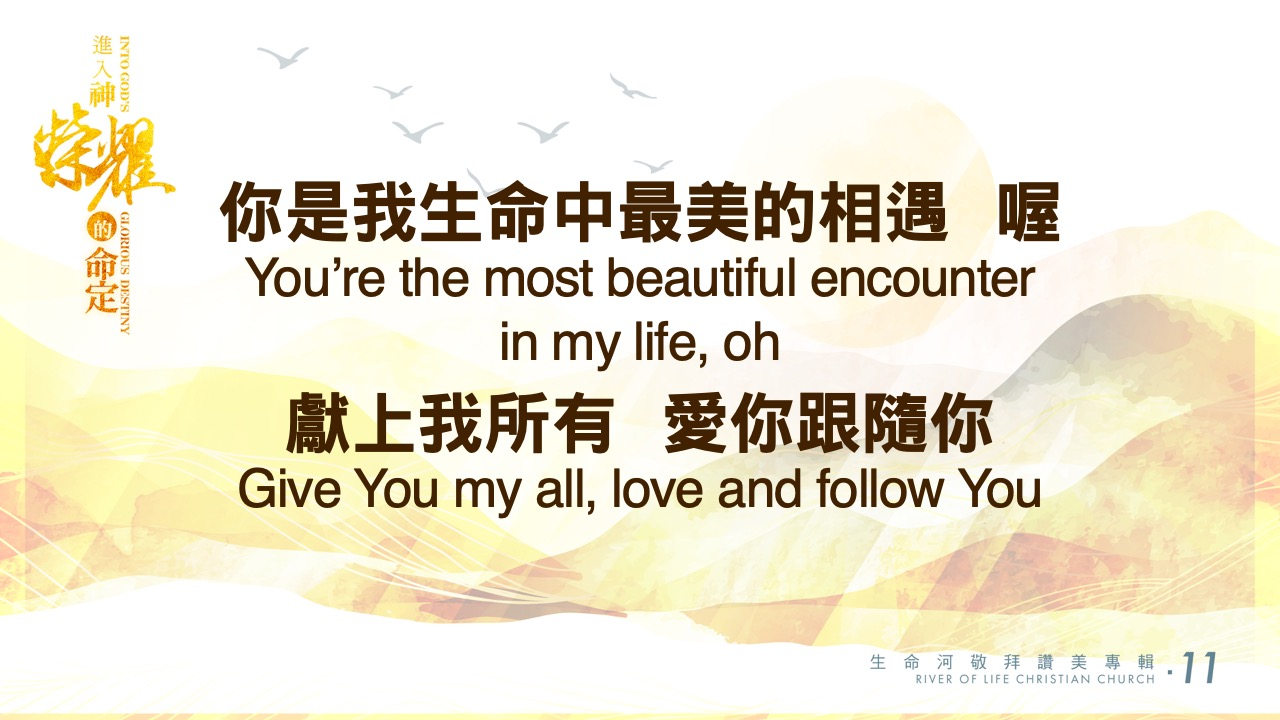 進入神
榮耀
的
命定
INTO GOD'S
GLORIOUS DESTINY
你是我生命中最美的相遇 喔
You're the most beautiful encounter
in my life, oh
獻上我所有 愛你跟隨你
Give You my all, love and follow You
生命河敬拜讚美專輯
RIVER OF LIFE CHRISTIAN CHURCH
·11